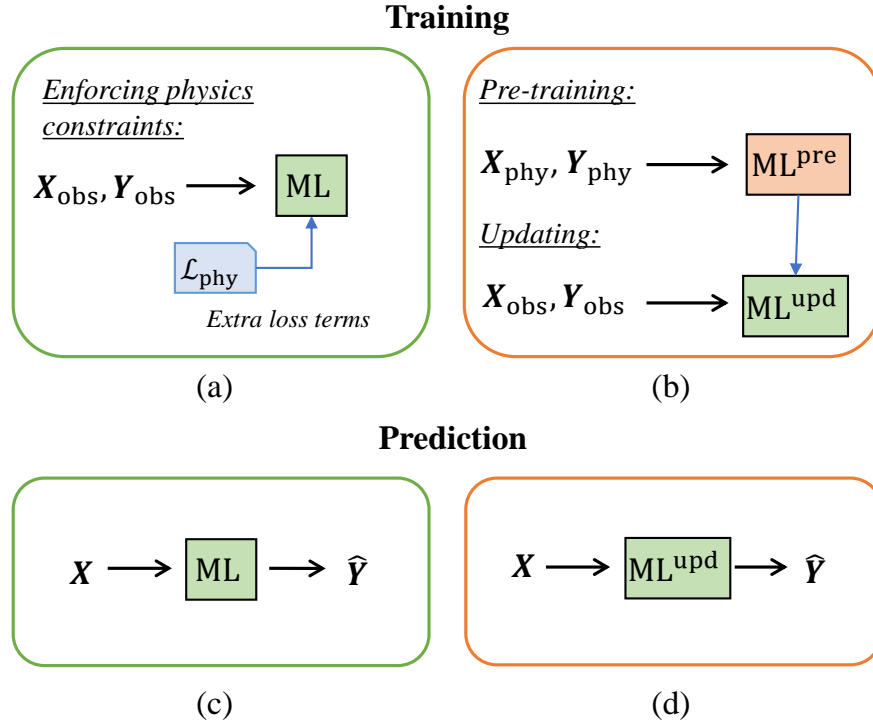 Training
Enforcing physics
constraints:
X_obs, Y_obs
ML
ℒ_phy
Extra loss terms
(a)
Pre-training:
X_phy, Y_phy
ML^pre
Updating:
X_obs, Y_obs
ML^upd
(b)
Prediction
X
ML
Ŷ
(c)
X
ML^upd
Ŷ
(d)